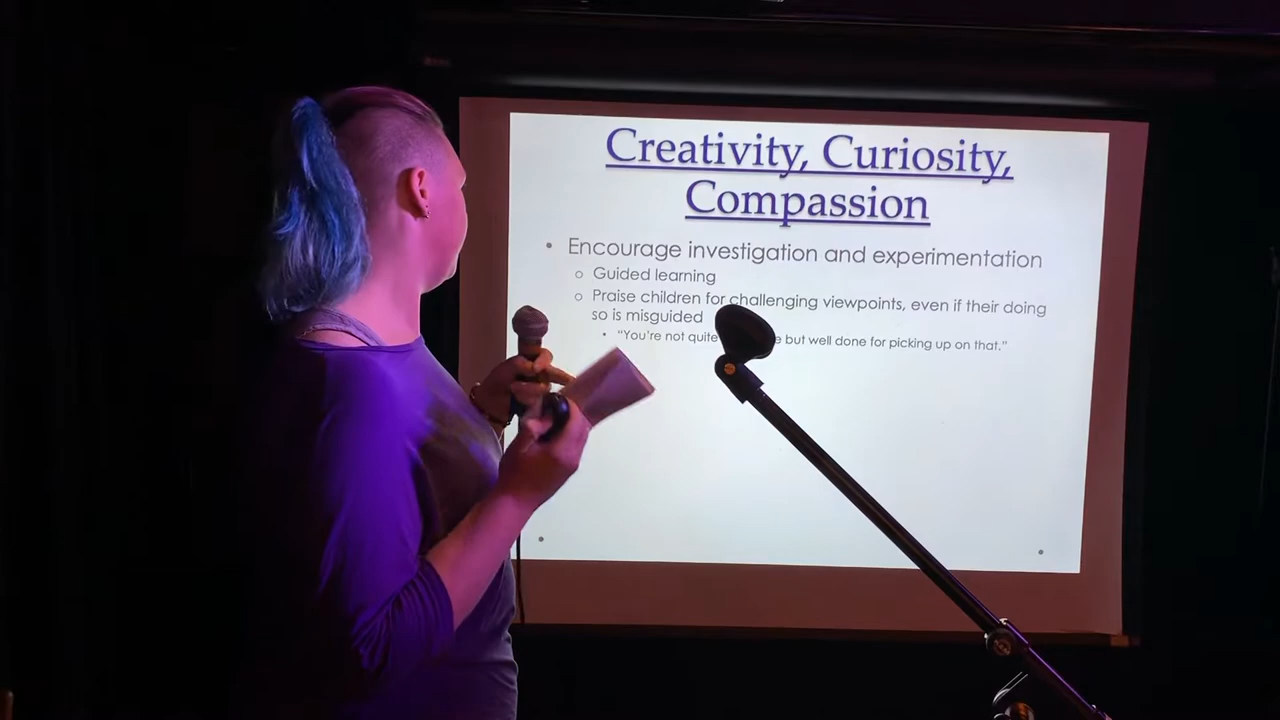 Creativity, Curiosity,
Compassion
• Encourage investigation and experimentation
o Guided learning
o Praise children for challenging viewpoints, even if their doing
so is misguided
• “You’re not quite but well done for picking up on that.”